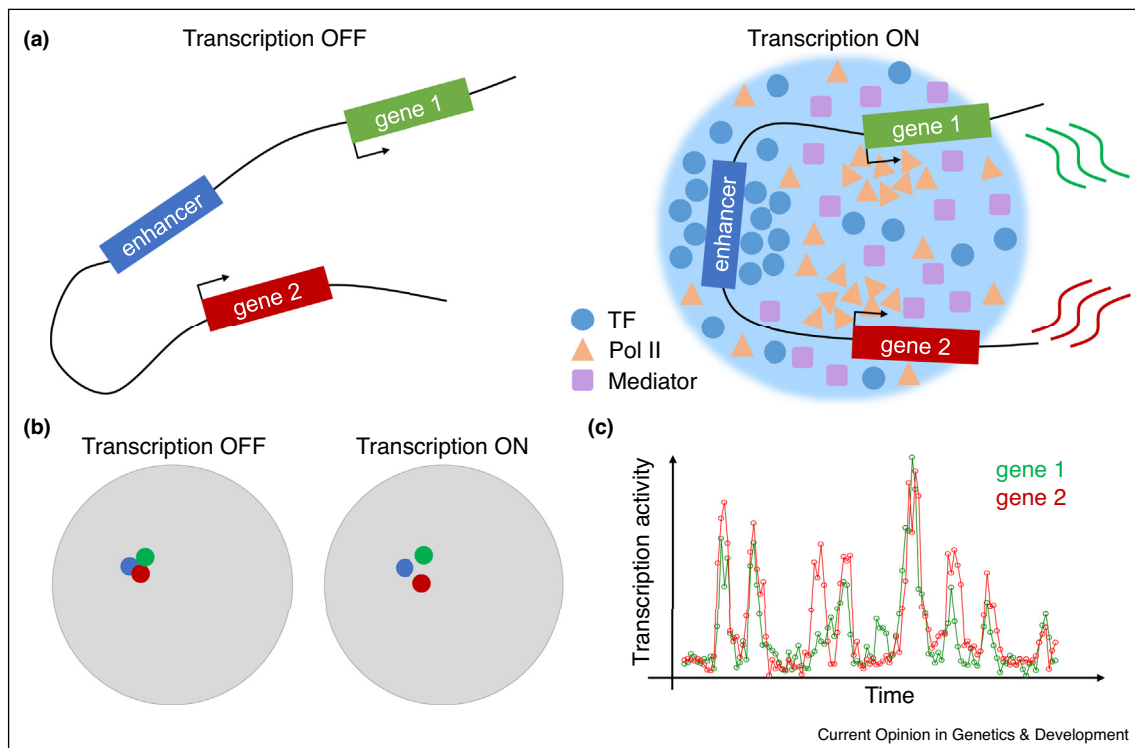 (a)
Transcription OFF
Transcription ON
gene 1
enhancer
gene 2
gene 1
enhancer
gene 2
TF
Pol II
Mediator
(b)
Transcription OFF
Transcription ON
(c)
Transcription activity
gene 1
gene 2
Time
Current Opinion in Genetics & Development